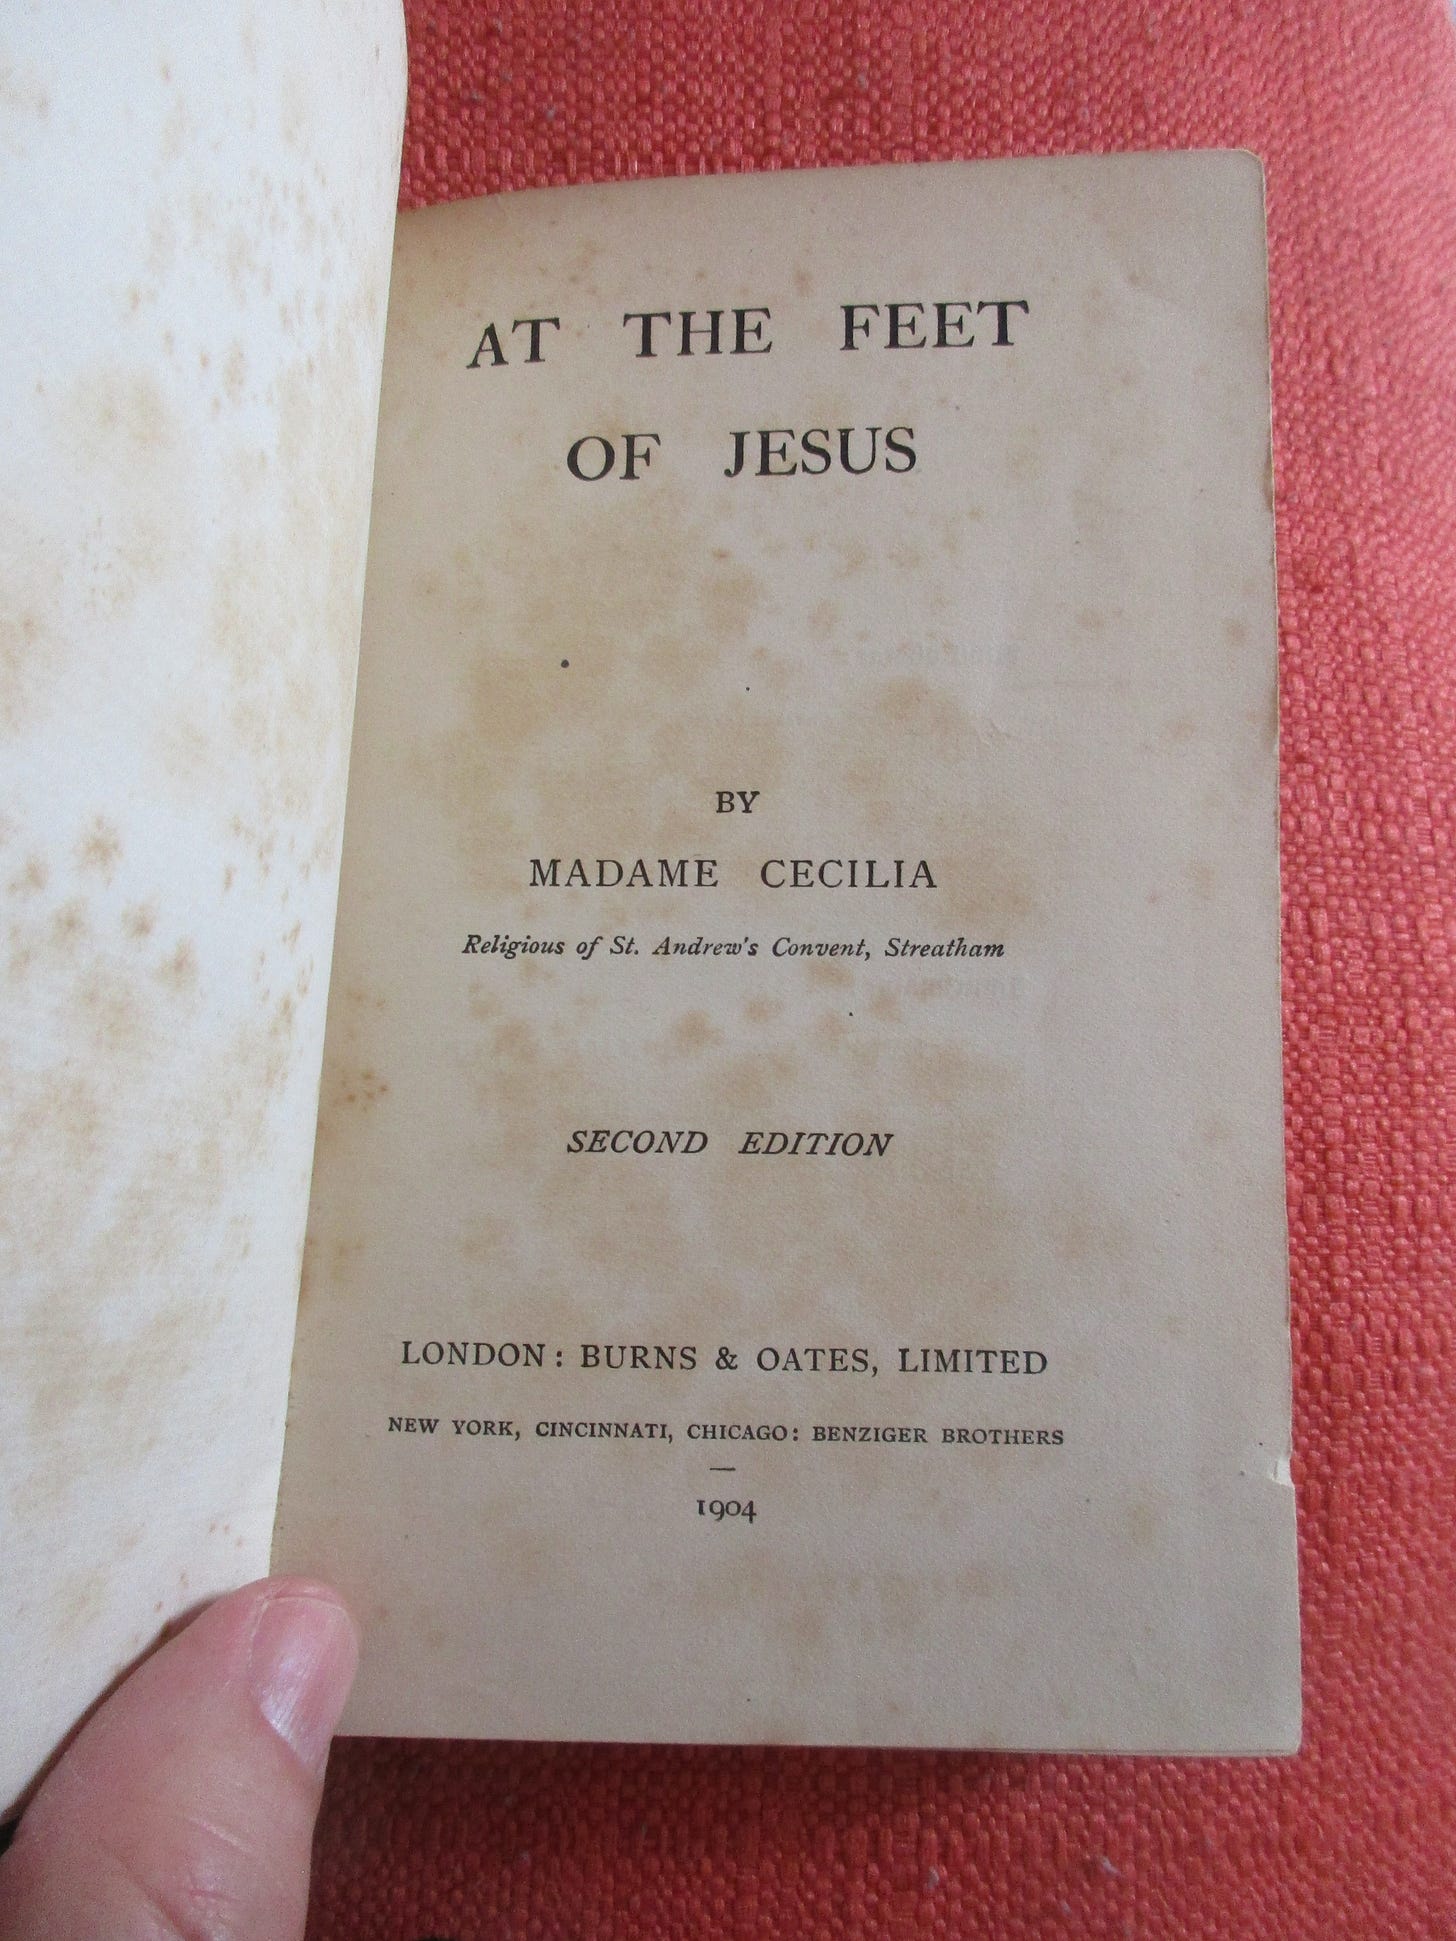 AT THE FEET
OF JESUS
BY
MADAME CECILIA
Religious of St. Andrew's Convent, Streatham
SECOND EDITION
LONDON: BURNS & OATES, LIMITED
NEW YORK, CINCINNATI, CHICAGO: BENZIGER BROTHERS
1904